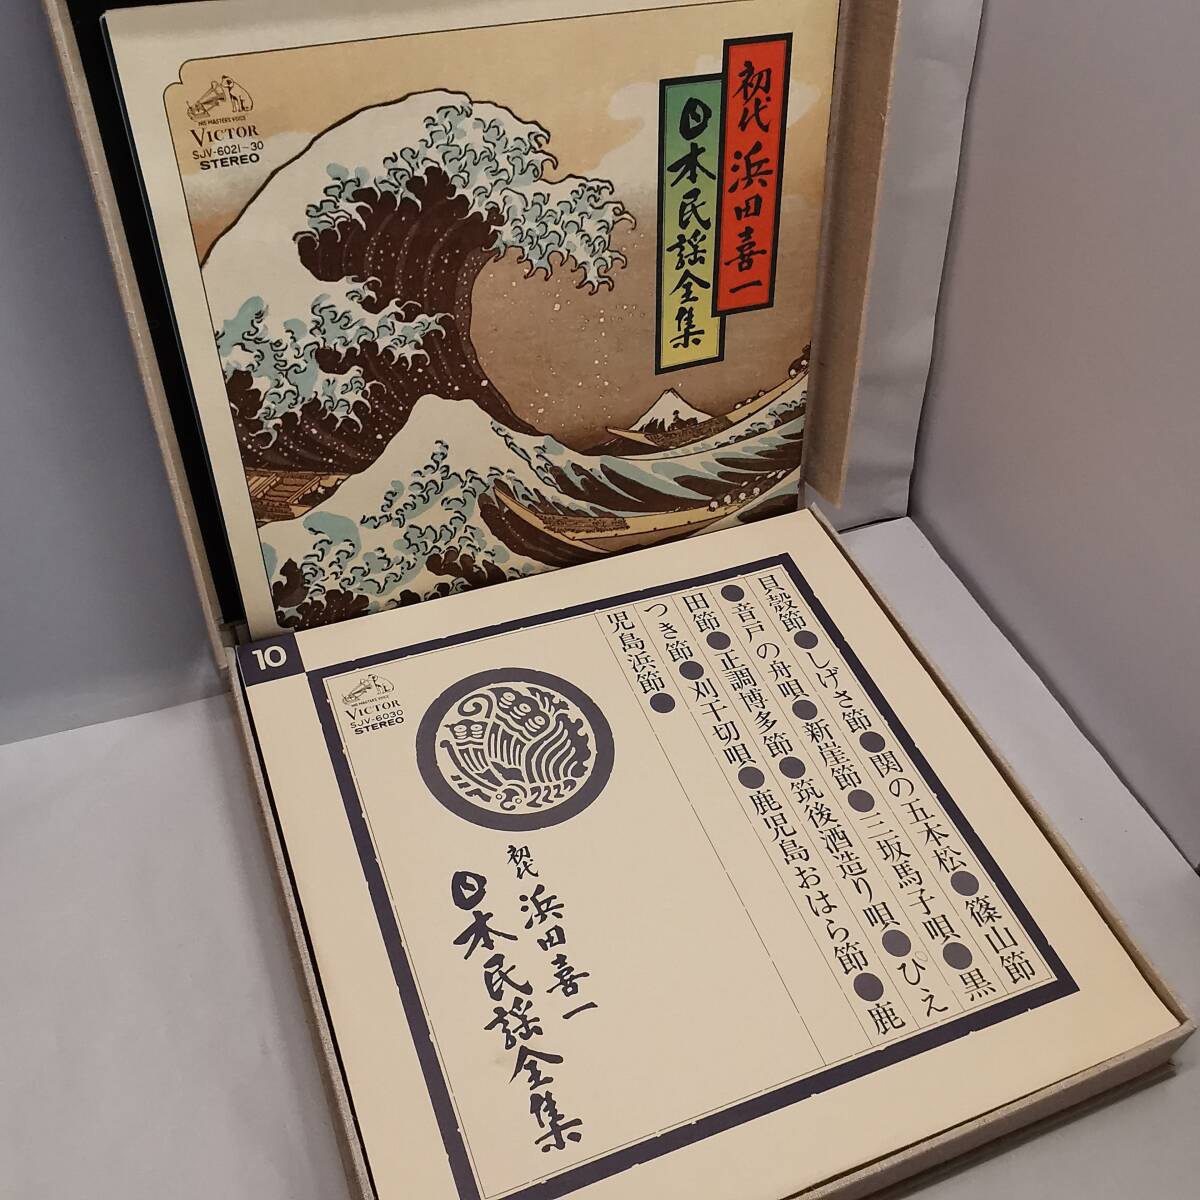 HIS MASTER'S VOICE
VICTOR
SJV-6021~30
STEREO
初代 浜田喜一
日本民謡全集
10
HIS MASTER'S VOICE
VICTOR
SJV-6030
STEREO
貝殻節●しげさ節●関の五本松●篠山節
●音戸の舟唄●新崖節●三坂馬子唄●黒
田節●正調博多節●筑後酒造り唄●ぴえ
つき節●刈干切唄●鹿児島おはら節●鹿
児島浜節●
初代 浜田喜一
日本民謡全集